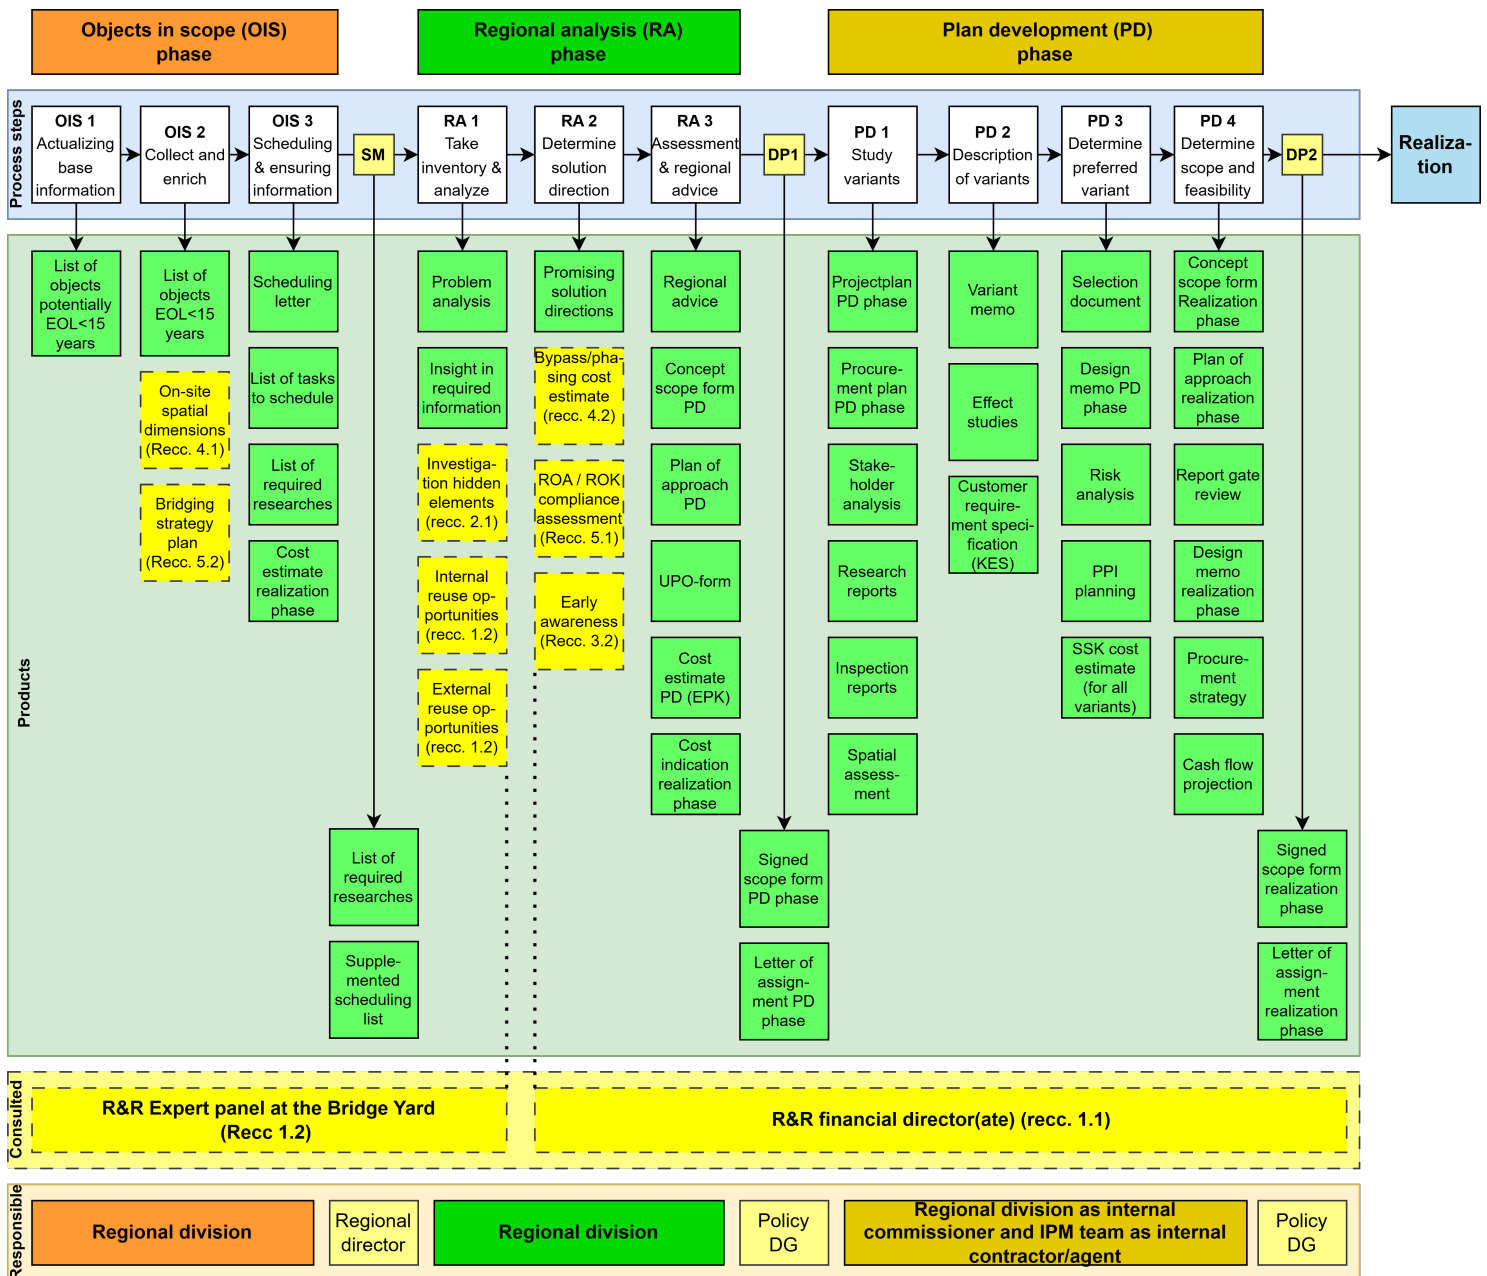 Objects in scope (OIS)
phase
Regional analysis (RA)
phase
Plan development (PD)
phase
Process steps
OIS 1
Actualizing
base
information
OIS 2
Collect and
enrich
OIS 3
Scheduling
& ensuring
information
SM
RA 1
Take
inventory &
analyze
RA 2
Determine
solution
direction
RA 3
Assessment
& regional
advice
DP1
PD 1
Study
variants
PD 2
Description
of variants
PD 3
Determine
preferred
variant
PD 4
Determine
scope and
feasibility
DP2
Realiza-
tion
Products
List of
objects
potentially
EOL<15
years
List of
objects
EOL<15
years
On-site
spatial
dimensions
(Recc. 4.1)
Bridging
strategy
plan
(Recc. 5.2)
Scheduling
letter
List of tasks
to schedule
List of
required
researches
Cost
estimate
realization
phase
List of
required
researches
Supple-
mented
scheduling
list
Problem
analysis
Insight in
required
information
Investiga-
tion hidden
elements
(recc. 2.1)
Internal
reuse op-
portunities
(recc. 1.2)
External
reuse op-
portunities
(recc. 1.2)
Promising
solution
directions
Bypass/pha-
sing cost
estimate
(recc. 4.2)
ROA / ROK
compliance
assessment
(Recc. 5.1)
Early
awareness
(Recc. 3.2)
Regional
advice
Concept
scope form
PD
Plan of
approach
PD
UPO-form
Cost
estimate
PD (EPK)
Cost
indication
realization
phase
Signed
scope form
PD phase
Letter of
assign-
ment PD
phase
Projectplan
PD phase
Procure-
ment plan
PD phase
Stake-
holder
analysis
Research
reports
Inspection
reports
Spatial
assess-
ment
Variant
memo
Effect
studies
Customer
require-
ment speci-
fication
(KES)
Selection
document
Design
memo PD
phase
Risk
analysis
PPI
planning
SSK cost
estimate
(for all
variants)
Concept
scope form
Realization
phase
Plan of
approach
realization
phase
Report gate
review
Design
memo
realization
phase
Procure-
ment
strategy
Cash flow
projection
Signed
scope form
realization
phase
Letter of
assign-
ment
realization
phase
Consulted
R&R Expert panel at the Bridge Yard
(Recc 1.2)
R&R financial director(ate) (recc. 1.1)
Responsible
Regional division
Regional
director
Regional division
Policy
DG
Regional division as internal
commissioner and IPM team as internal
contractor/agent
Policy
DG